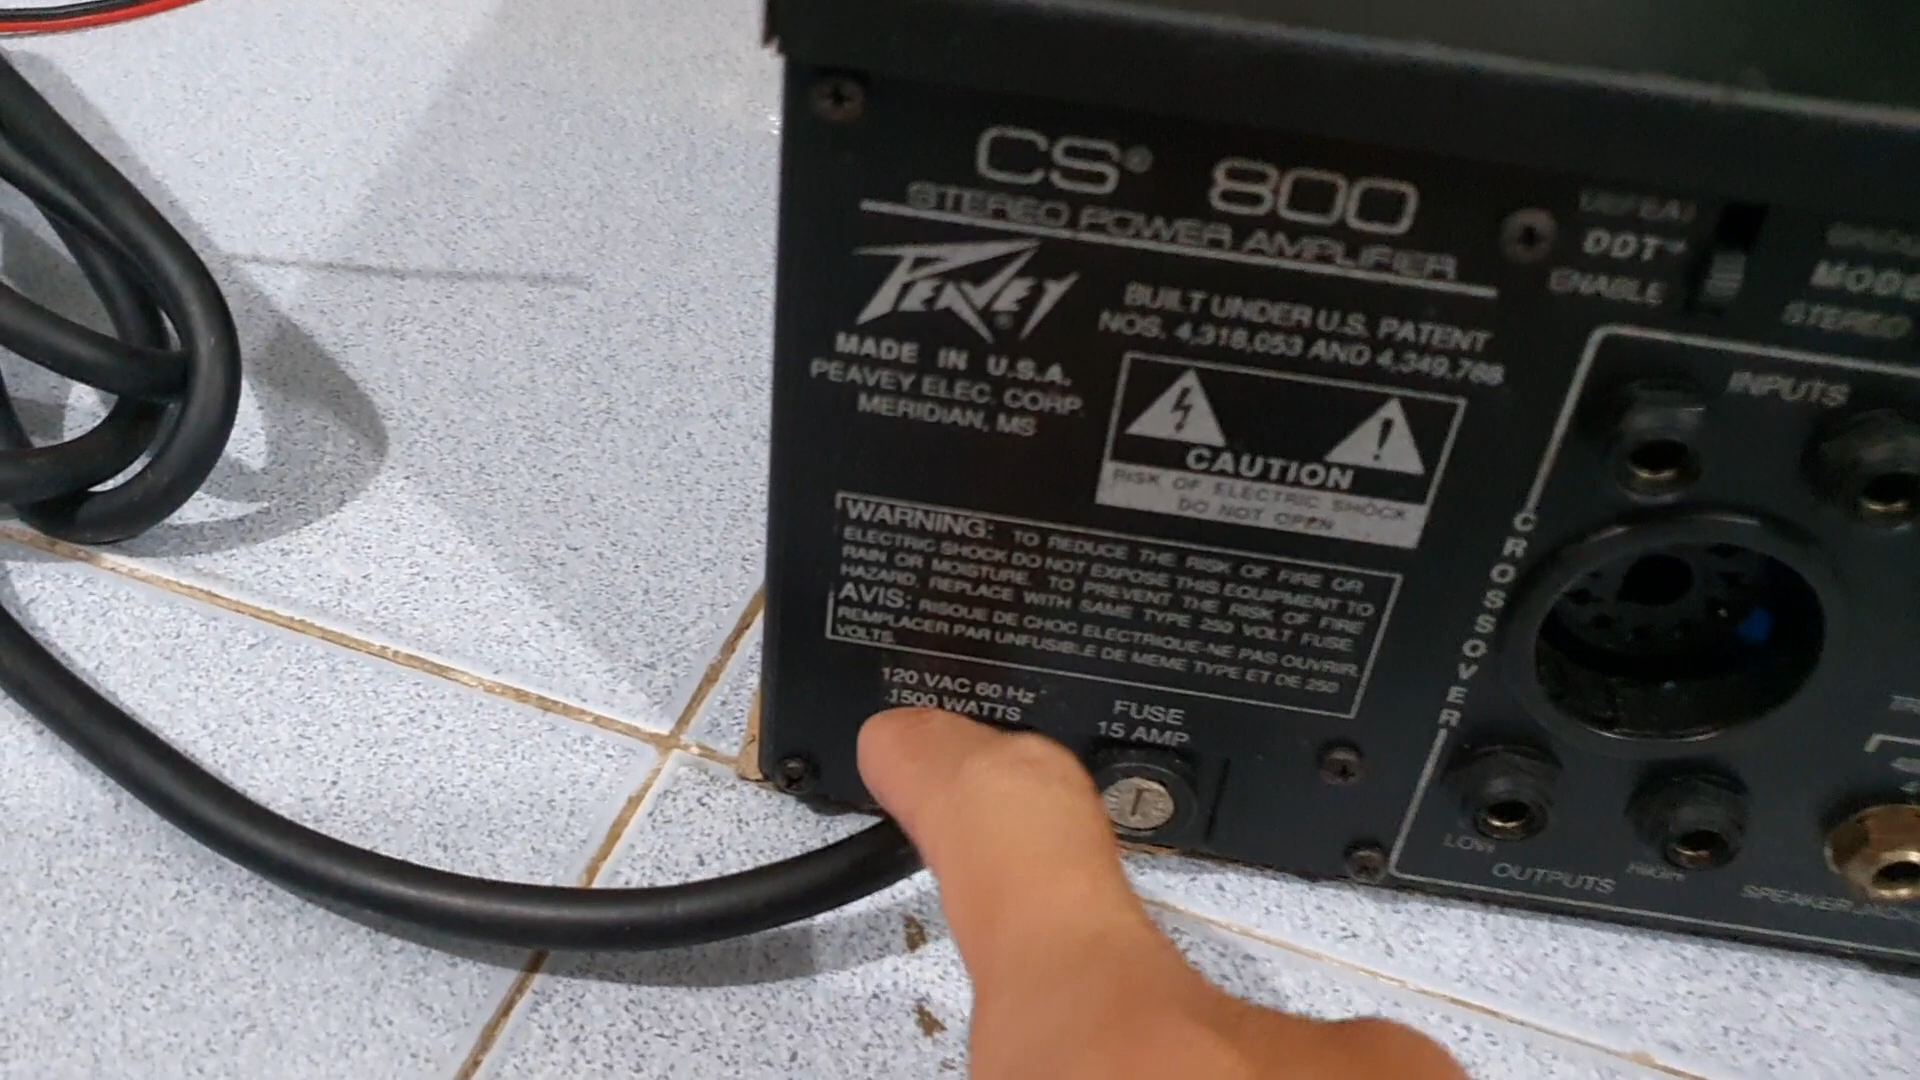 CS® 800
STEREO POWER AMPLIFIER
PEAVEY®
MADE IN U.S.A.
PEAVEY ELEC. CORP.
MERIDIAN, MS
BUILT UNDER U.S. PATENT
NOS. 4,318,053 AND 4,349,788
CAUTION
RISK OF ELECTRIC SHOCK
DO NOT OPEN
WARNING: TO REDUCE THE RISK OF FIRE OR
ELECTRIC SHOCK DO NOT EXPOSE THIS EQUIPMENT TO
RAIN OR MOISTURE. TO PREVENT THE RISK OF FIRE
HAZARD, REPLACE WITH SAME TYPE 250 VOLT FUSE.
AVIS: RISQUE DE CHOC ELECTRIQUE-NE PAS OUVRIR,
REMPLACER PAR UNFUSIBLE DE MEME TYPE ET DE 250
VOLTS.
120 VAC 60 Hz
1500 WATTS
FUSE
15 AMP
DEFEAT
DDT™
ENABLE
MODE
STEREO
INPUTS
CROSSOVER
LOW
HIGH
OUTPUTS
SPEAKER